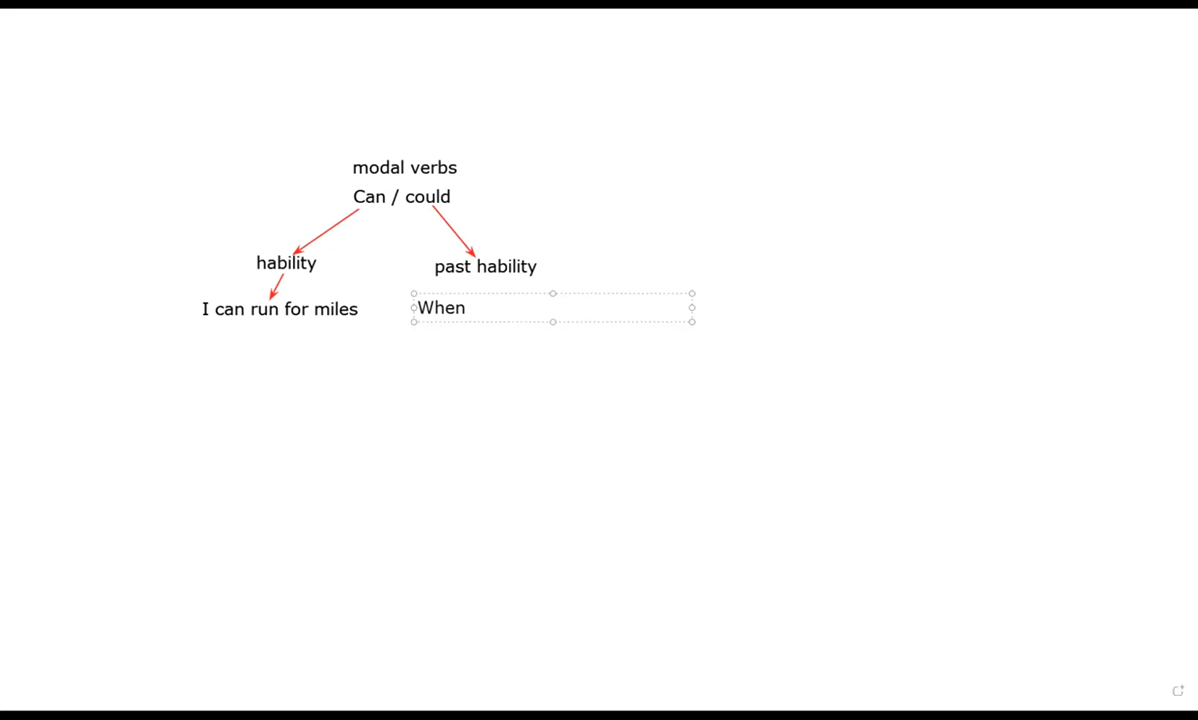 modal verbs
Can / could
hability
past hability
I can run for miles
When